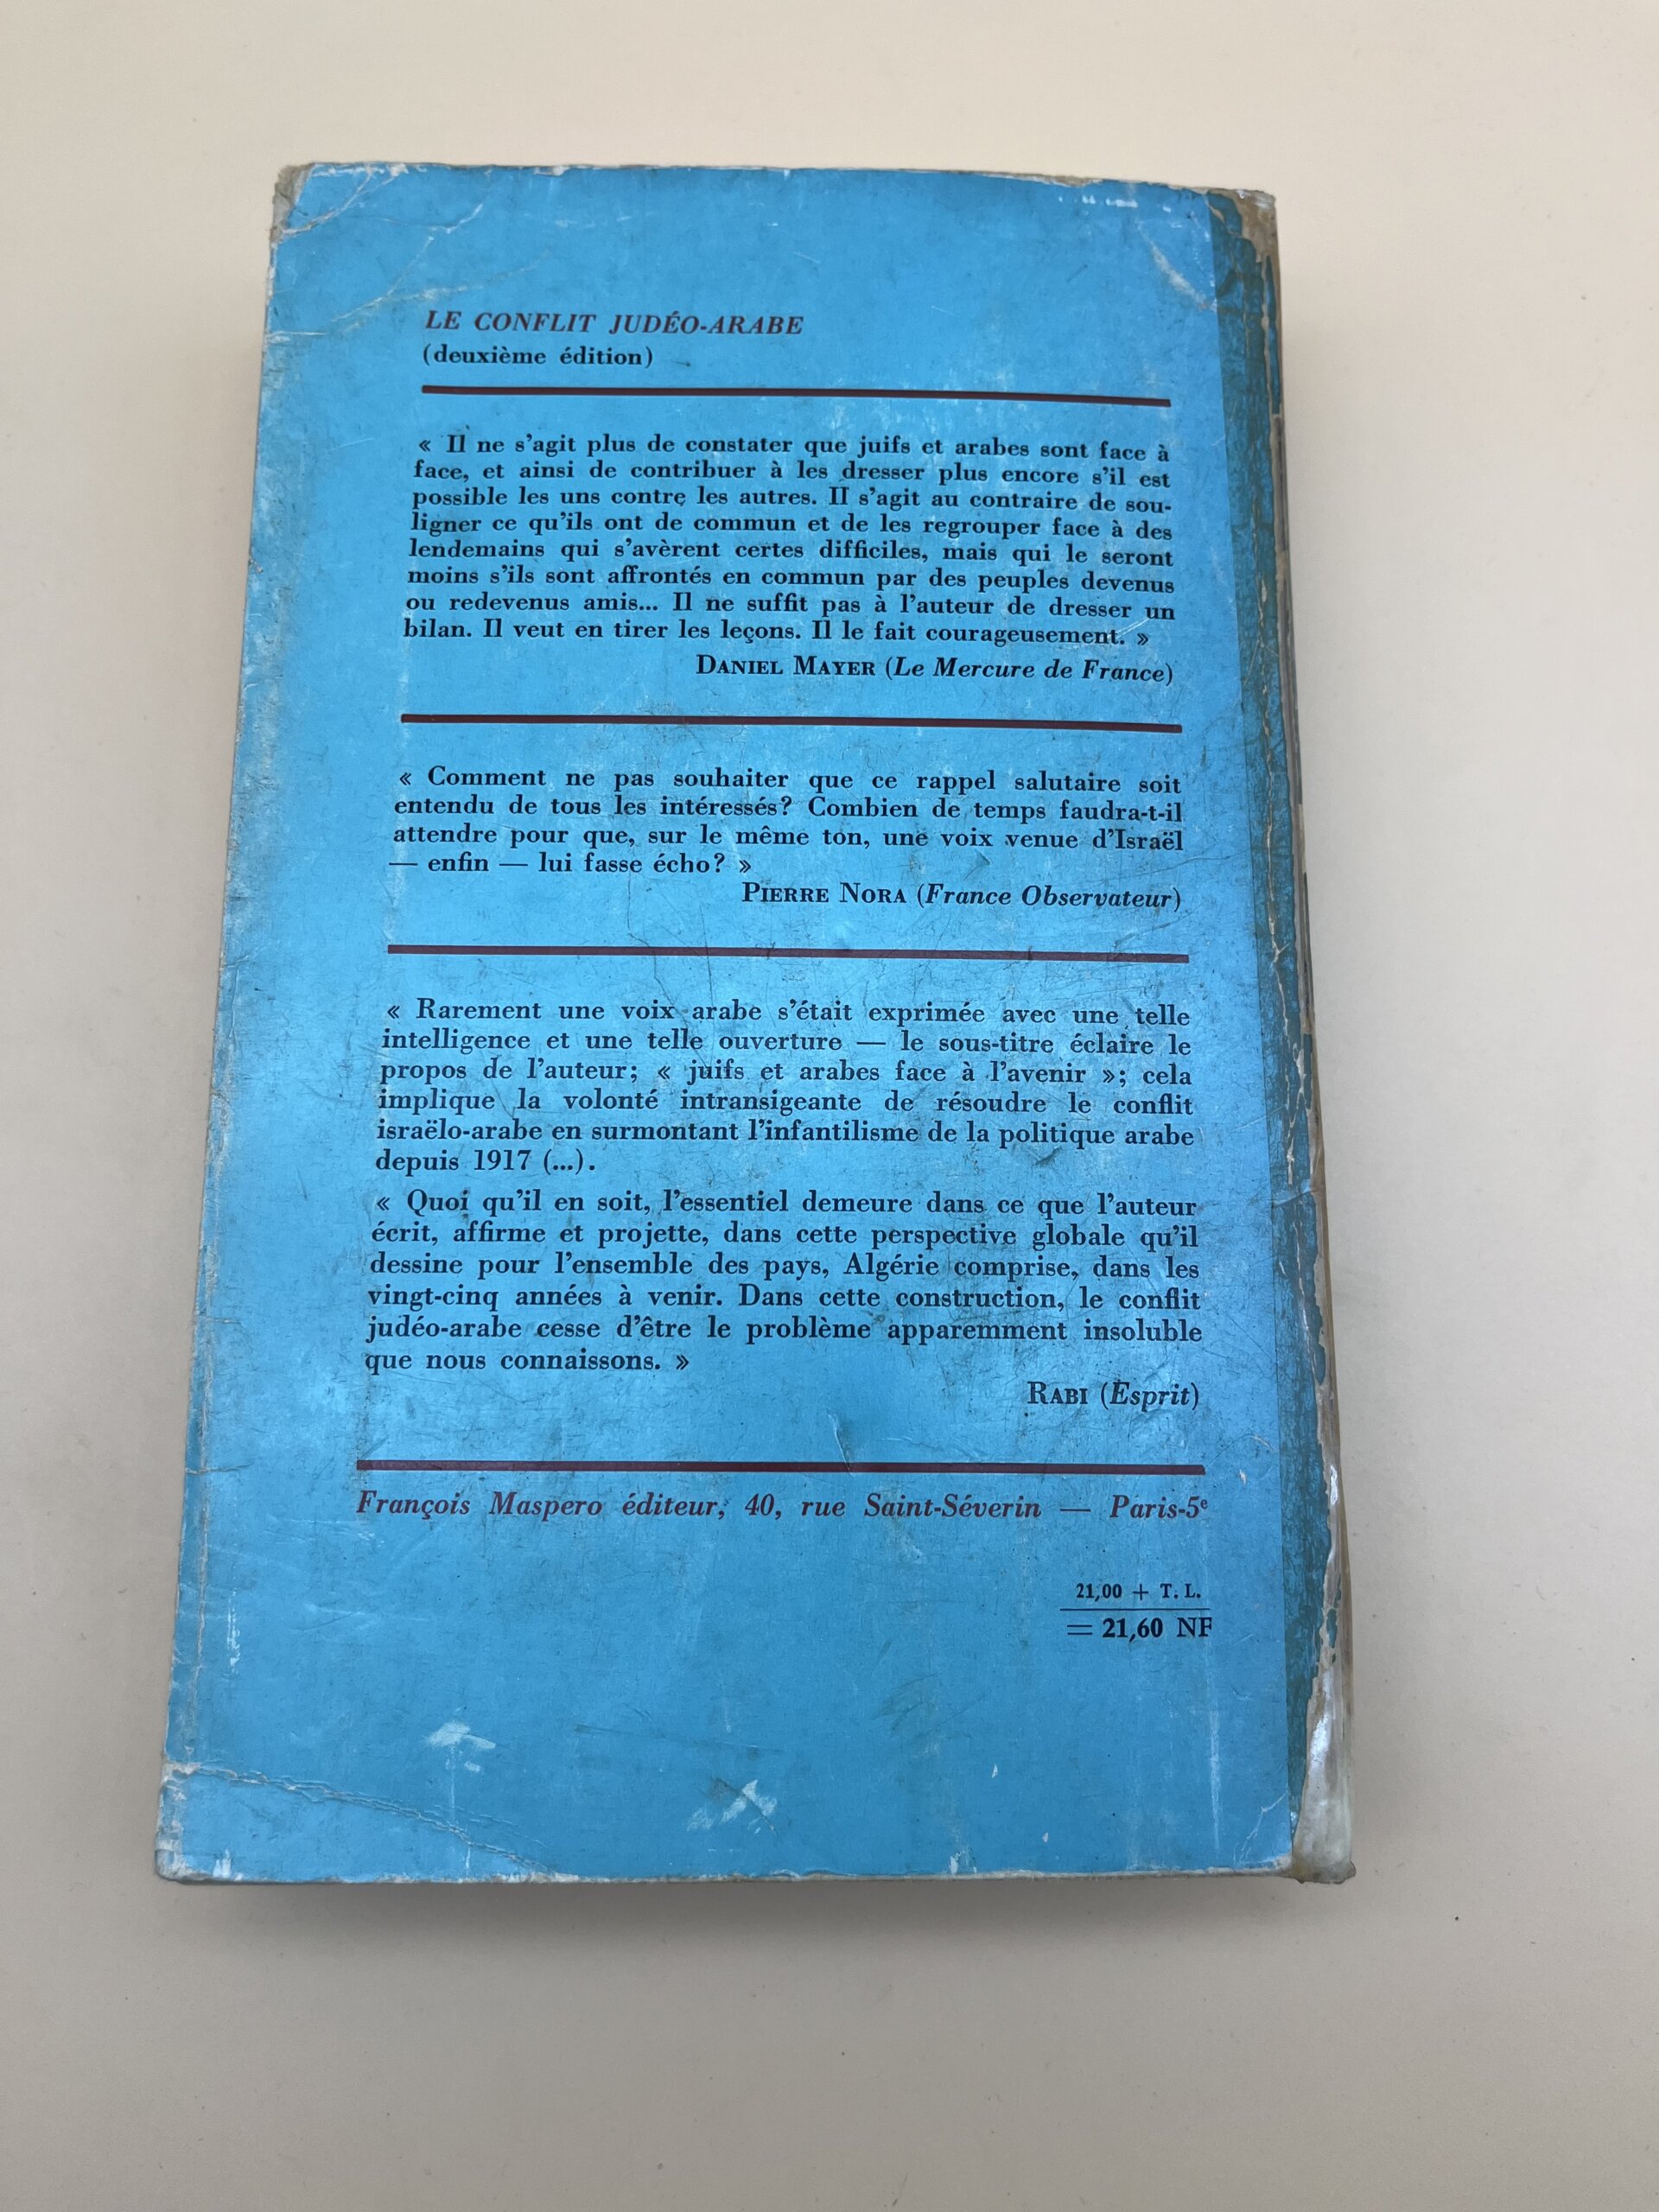 LE CONFLIT JUDÉO-ARABE
(deuxième édition)
« Il ne s'agit plus de constater que juifs et arabes sont face à
face, et ainsi de contribuer à les dresser plus encore s'il est
possible les uns contre les autres. Il s'agit au contraire de sou-
ligner ce qu'ils ont de commun et de les regrouper face à des
lendemains qui s'avèrent certes difficiles, mais qui le seront
moins s'ils sont affrontés en commun par des peuples devenus
ou redevenus amis... Il ne suffit pas à l'auteur de dresser un
bilan. Il veut en tirer les leçons. Il le fait courageusement. »
DANIEL MAYER (Le Mercure de France)
« Comment ne pas souhaiter que ce rappel salutaire soit
entendu de tous les intéressés? Combien de temps faudra-t-il
attendre pour que, sur le même ton, une voix venue d'Israël
— enfin — lui fasse écho? »
PIERRE NORA (France Observateur)
« Rarement une voix arabe s'était exprimée avec une telle
intelligence et une telle ouverture — le sous-titre éclaire le
propos de l'auteur; « juifs et arabes face à l'avenir »; cela
implique la volonté intransigeante de résoudre le conflit
israëlo-arabe en surmontant l'infantilisme de la politique arabe
depuis 1917 (...).
« Quoi qu'il en soit, l'essentiel demeure dans ce que l'auteur
écrit, affirme et projette, dans cette perspective globale qu'il
dessine pour l'ensemble des pays, Algérie comprise, dans les
vingt-cinq années à venir. Dans cette construction, le conflit
judéo-arabe cesse d'être le problème apparemment insoluble
que nous connaissons. »
RABI (Esprit)
François Maspero éditeur, 40, rue Saint-Séverin — Paris-5e
21,00 + T. L.
= 21,60 NF